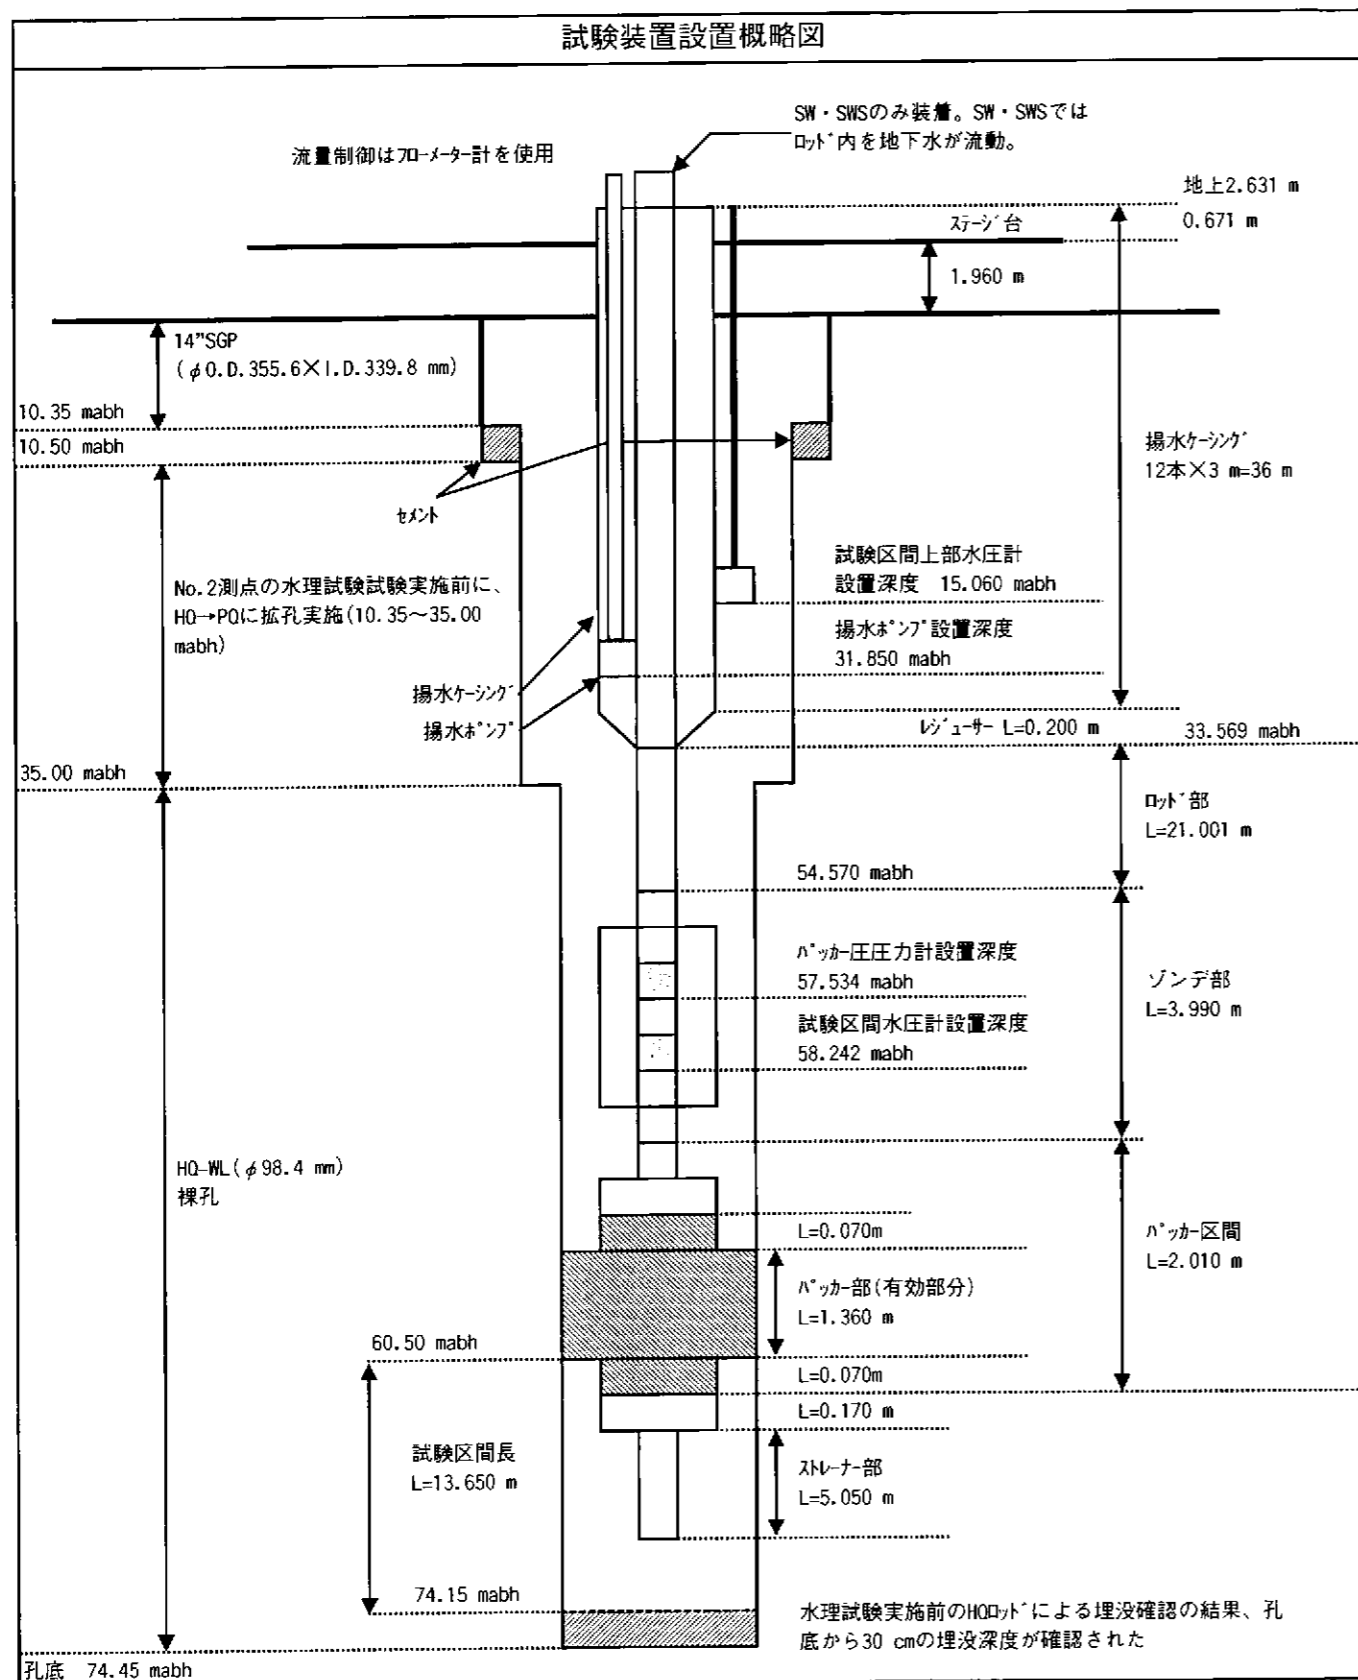 試験装置設置概略図
SW・SWSのみ装着。SW・SWSでは
ﾛｯﾄﾞ内を地下水が流動。
流量制御はﾌﾛｰﾒｰﾀｰ計を使用
地上2.631 m
0.671 m
ｽﾃｰｼﾞ台
1.960 m
14"SGP
(φO.D.355.6×I.D.339.8 mm)
10.35 mabh
10.50 mabh
揚水ｹｰｼﾝｸﾞ
12本×3 m=36 m
ｾﾒﾝﾄ
試験区間上部水圧計
設置深度 15.060 mabh
No.2測点の水理試験試験実施前に、
HQ→PQに拡孔実施(10.35～35.00
mabh)
揚水ﾎﾟﾝﾌﾟ設置深度
31.850 mabh
揚水ｹｰｼﾝｸﾞ
揚水ﾎﾟﾝﾌﾟ
ﾚｼﾞｭｰｻｰ L=0.200 m
33.569 mabh
35.00 mabh
ﾛｯﾄﾞ部
L=21.001 m
54.570 mabh
ﾊﾟｯｶｰ圧圧力計設置深度
57.534 mabh
ゾンデ部
L=3.990 m
試験区間水圧計設置深度
58.242 mabh
HQ-WL(φ98.4 mm)
裸孔
L=0.070m
ﾊﾟｯｶｰ区間
L=2.010 m
ﾊﾟｯｶｰ部(有効部分)
L=1.360 m
60.50 mabh
L=0.070m
L=0.170 m
試験区間長
L=13.650 m
ｽﾄﾚｰﾅｰ部
L=5.050 m
74.15 mabh
水理試験実施前のHQﾛｯﾄﾞによる埋没確認の結果、孔
底から30 cmの埋没深度が確認された
孔底 74.45 mabh